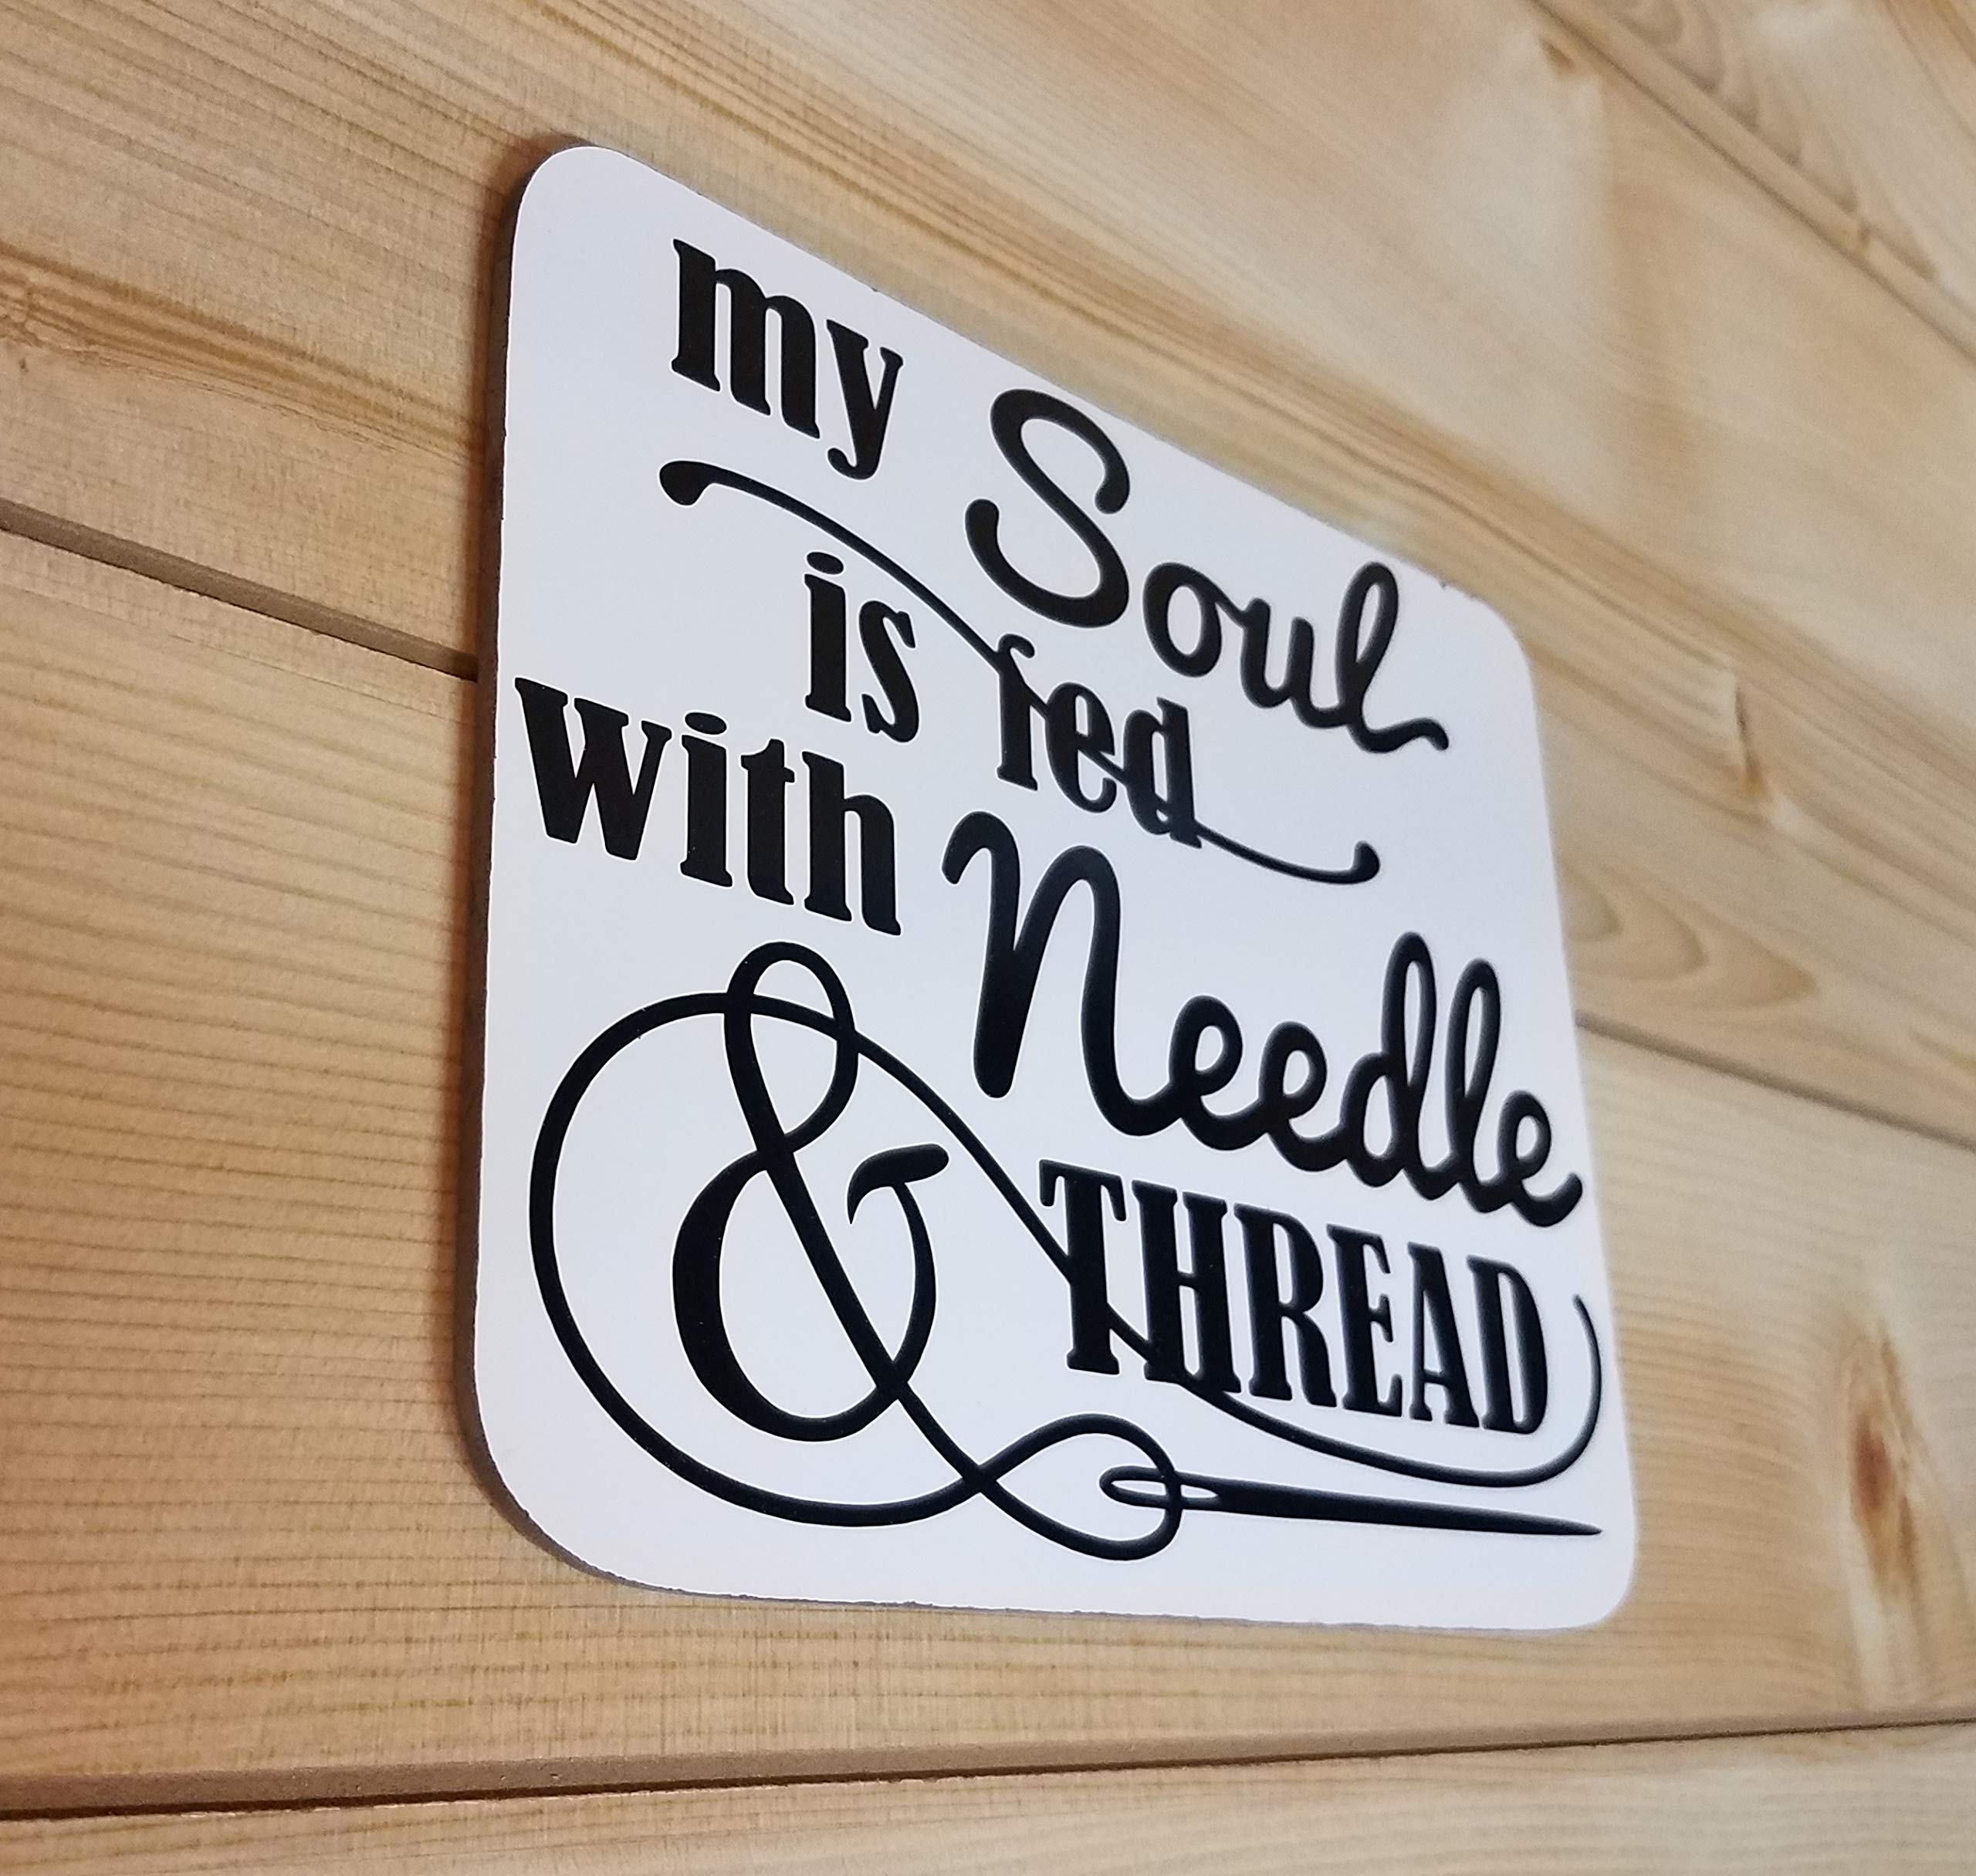 my Soul
is fed
with Needle
& THREAD